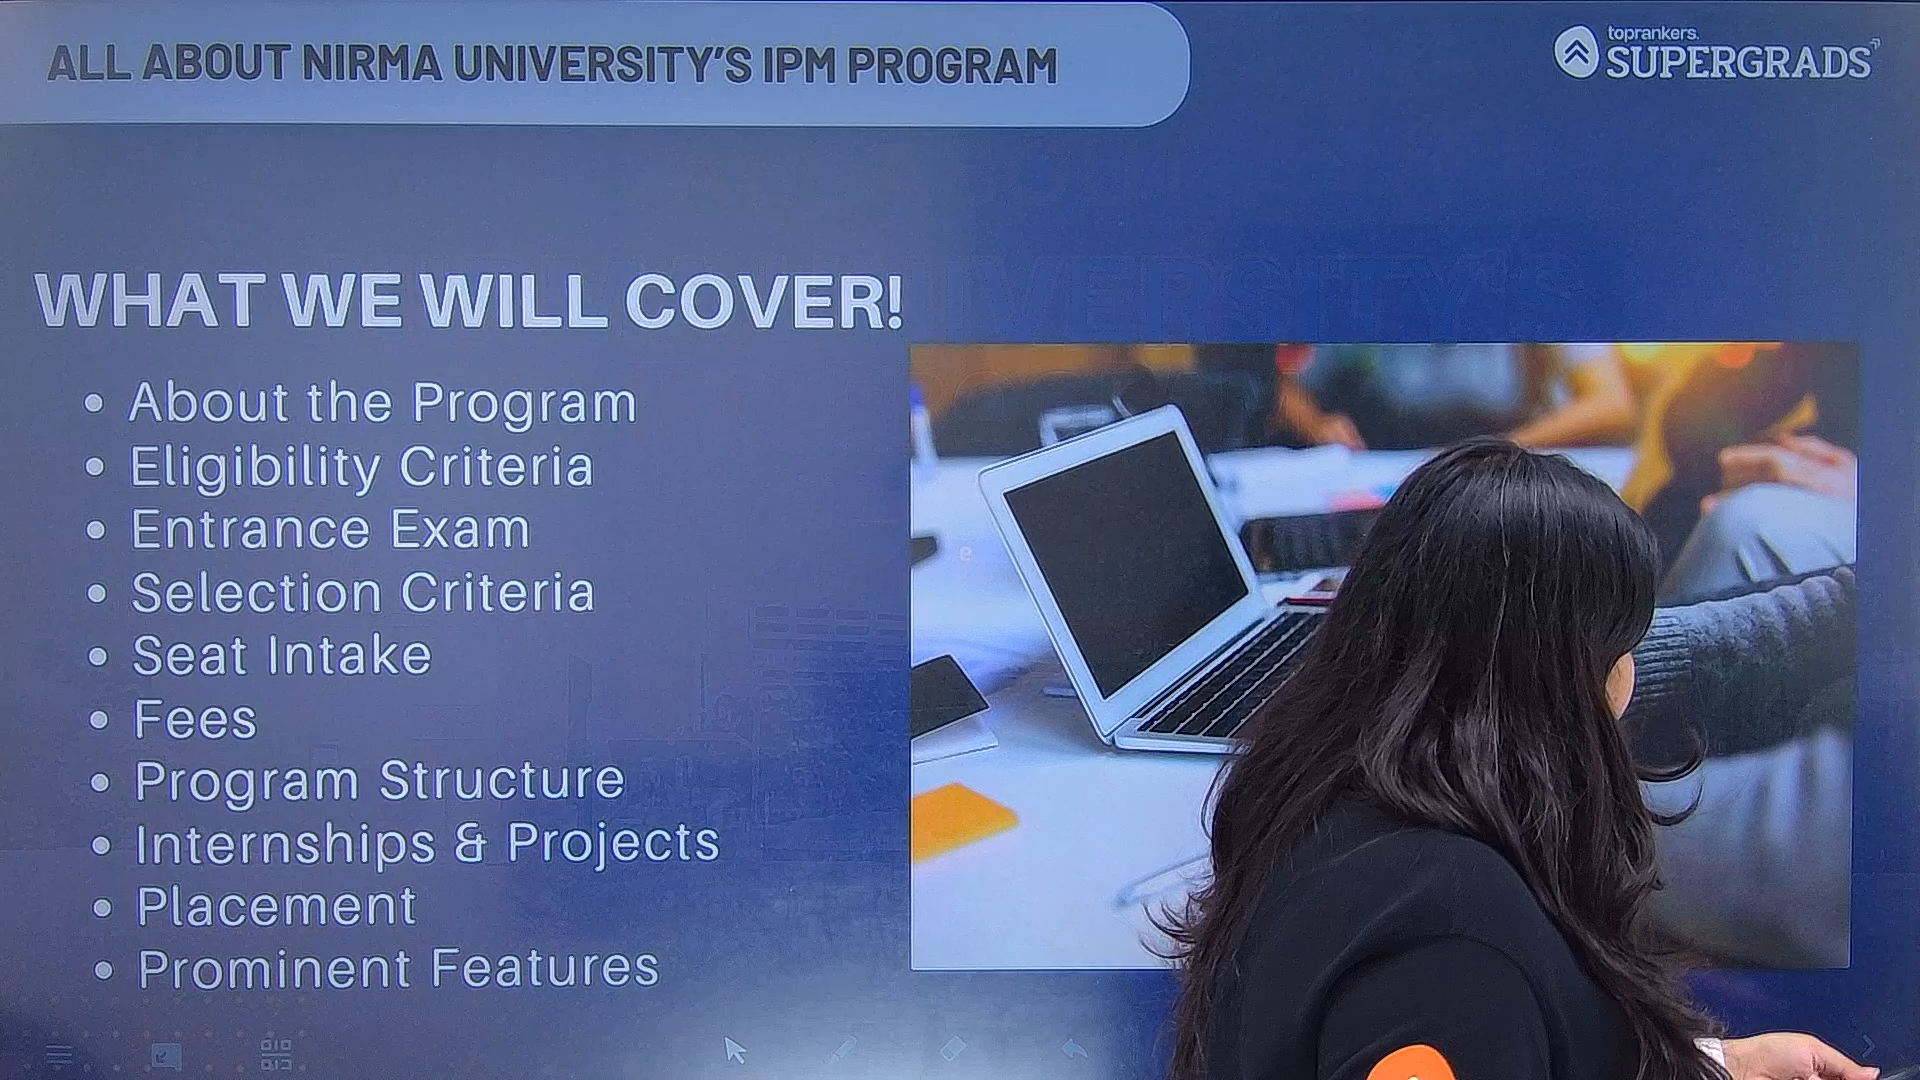 ALL ABOUT NIRMA UNIVERSITY'S IPM PROGRAM
toprankers.
SUPERGRADS
WHAT WE WILL COVER!
• About the Program
• Eligibility Criteria
• Entrance Exam
• Selection Criteria
• Seat Intake
• Fees
• Program Structure
• Internships & Projects
• Placement
• Prominent Features